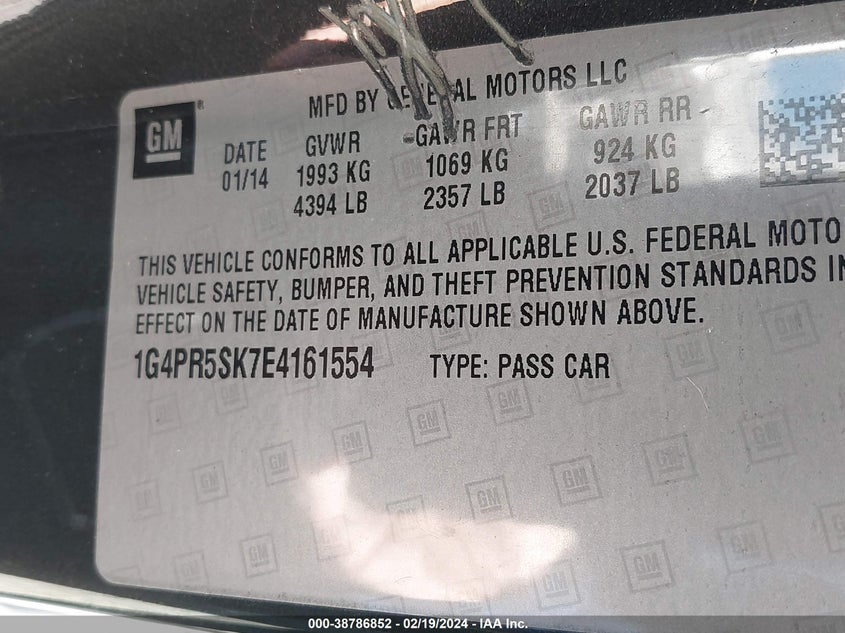 MFD BY GENERAL MOTORS LLC
GM
DATE GVWR GAWR FRT GAWR RR
01/14 1993 KG 1069 KG 924 KG
4394 LB 2357 LB 2037 LB
THIS VEHICLE CONFORMS TO ALL APPLICABLE U.S. FEDERAL MOTO
VEHICLE SAFETY, BUMPER, AND THEFT PREVENTION STANDARDS IN
EFFECT ON THE DATE OF MANUFACTURE SHOWN ABOVE.
1G4PR5SK7E4161554 TYPE: PASS CAR
000-38786852 - 02/19/2024 - IAA Inc.